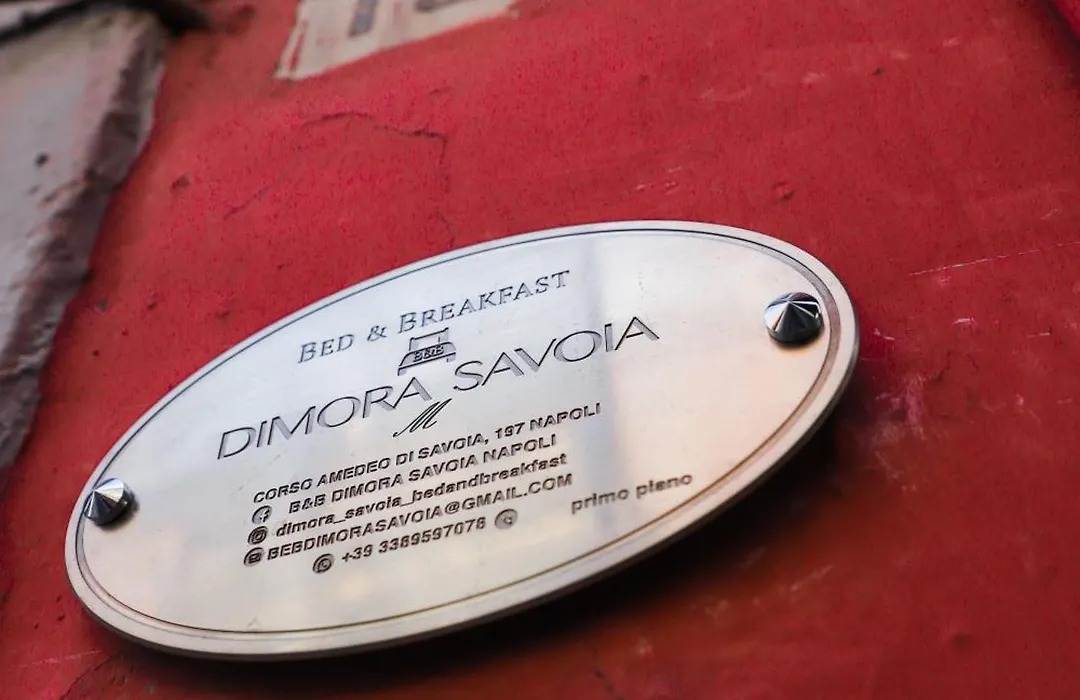 BED & BREAKFAST
B&B
DIMORA SAVOIA
M
CORSO AMEDEO DI SAVOIA, 197 NAPOLI
B&B DIMORA SAVOIA NAPOLI
dimora_savoia_bedandbreakfast
BEBDIMORASAVOIA@GMAIL.COM
+39 3389597078
primo piano